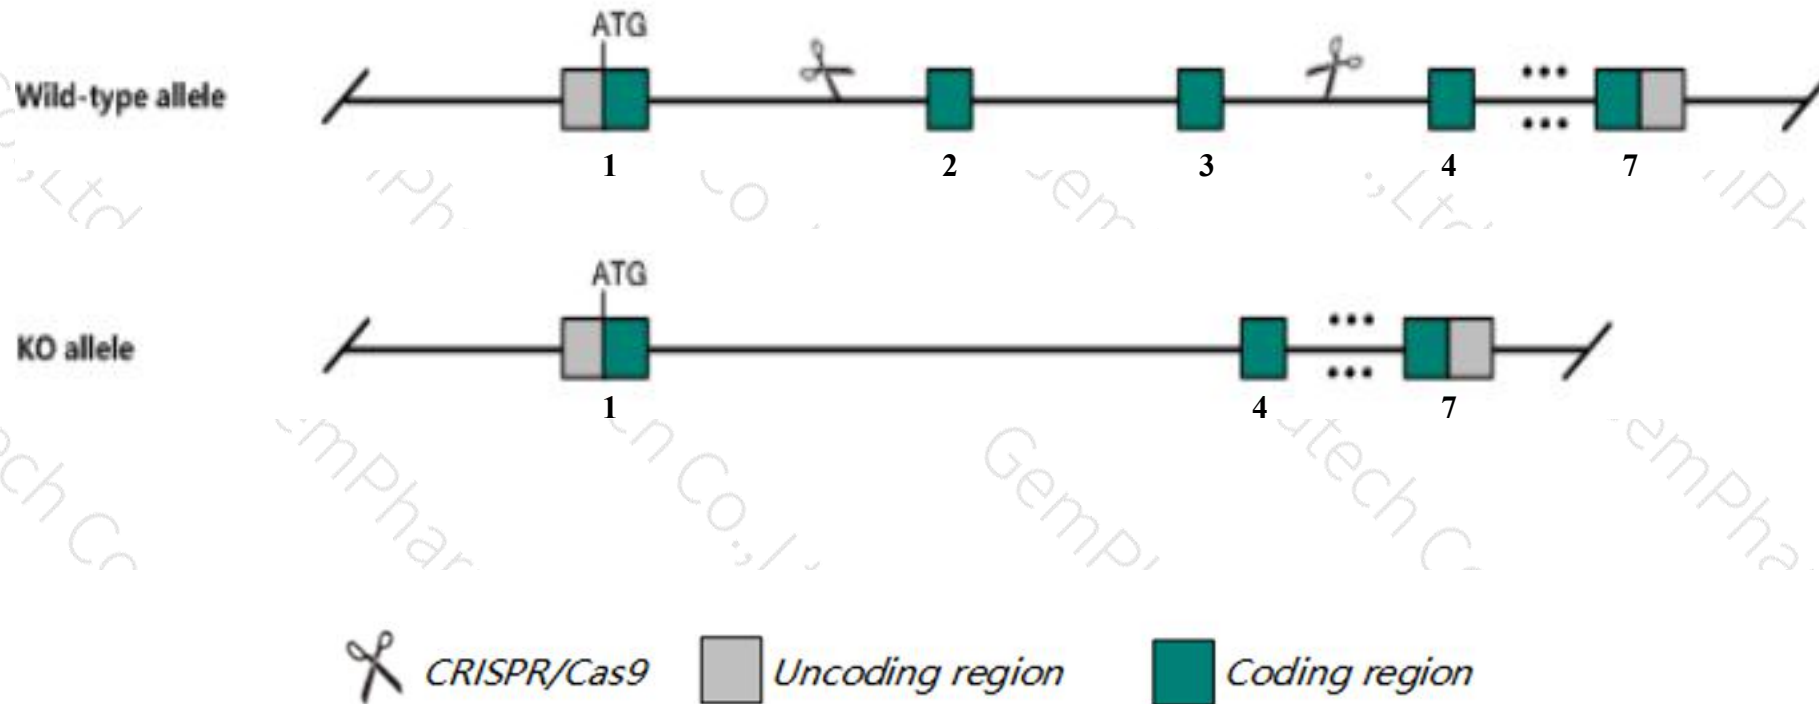 ATG
Wild-type allele
1 2 3 4 7
ATG
KO allele
1 4 7
CRISPR/Cas9 Uncoding region Coding region